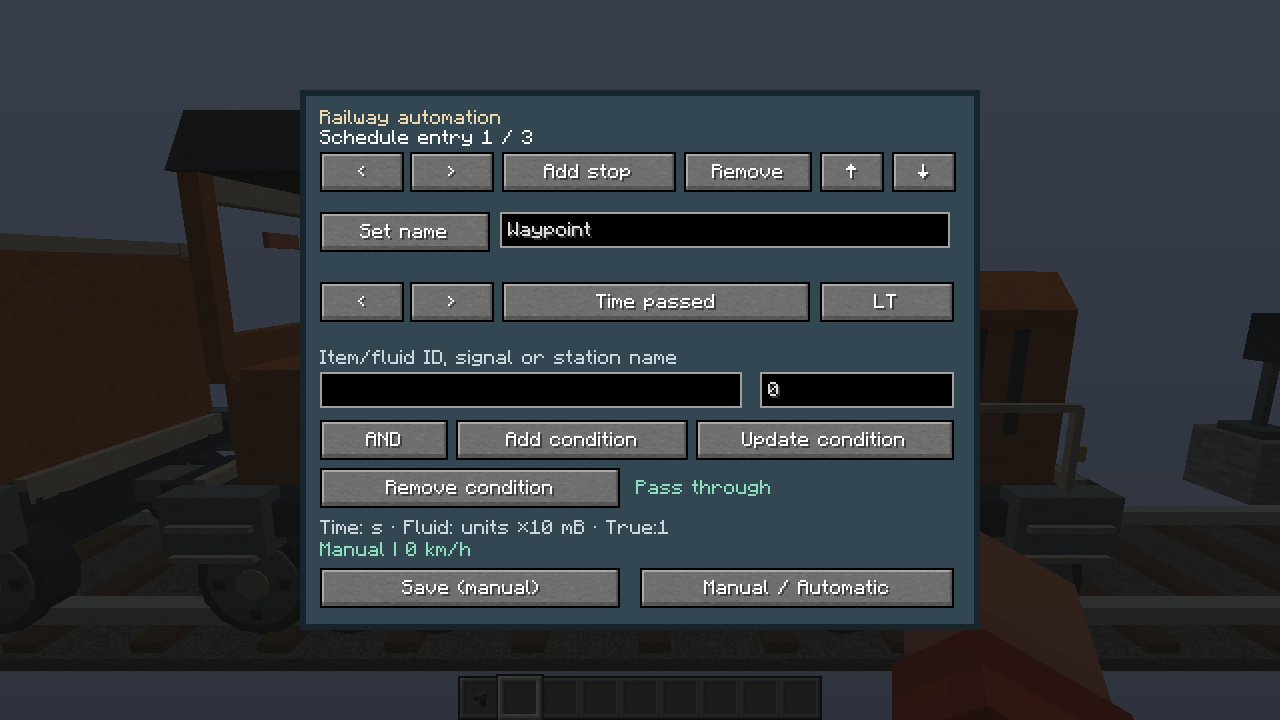 Railway automation
Schedule entry 1 / 3
< > Add stop Remove ↑ ↓
Set name Waypoint
< > Time passed LT
Item/fluid ID, signal or station name
0
AND Add condition Update condition
Remove condition Pass through
Time: s · Fluid: units ×10 mB · True:1
Manual | 0 km/h
Save (manual) Manual / Automatic